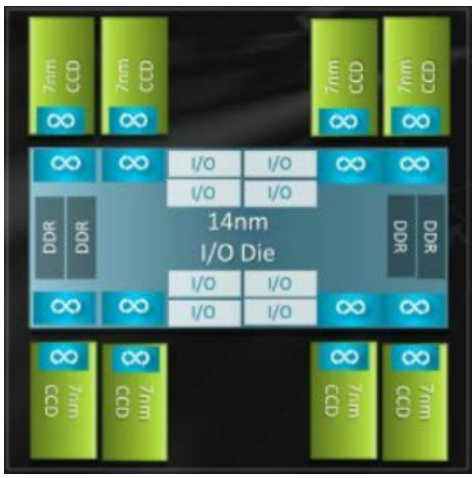 7nm
CCD
7nm
CCD
7nm
CCD
7nm
CCD
∞
∞
∞
∞
∞
∞
I/O
I/O
∞
∞
I/O
I/O
DDR
DDR
14nm
I/O Die
DDR
DDR
I/O
I/O
∞
∞
I/O
I/O
∞
∞
∞
∞
∞
∞
7nm
CCD
7nm
CCD
7nm
CCD
7nm
CCD